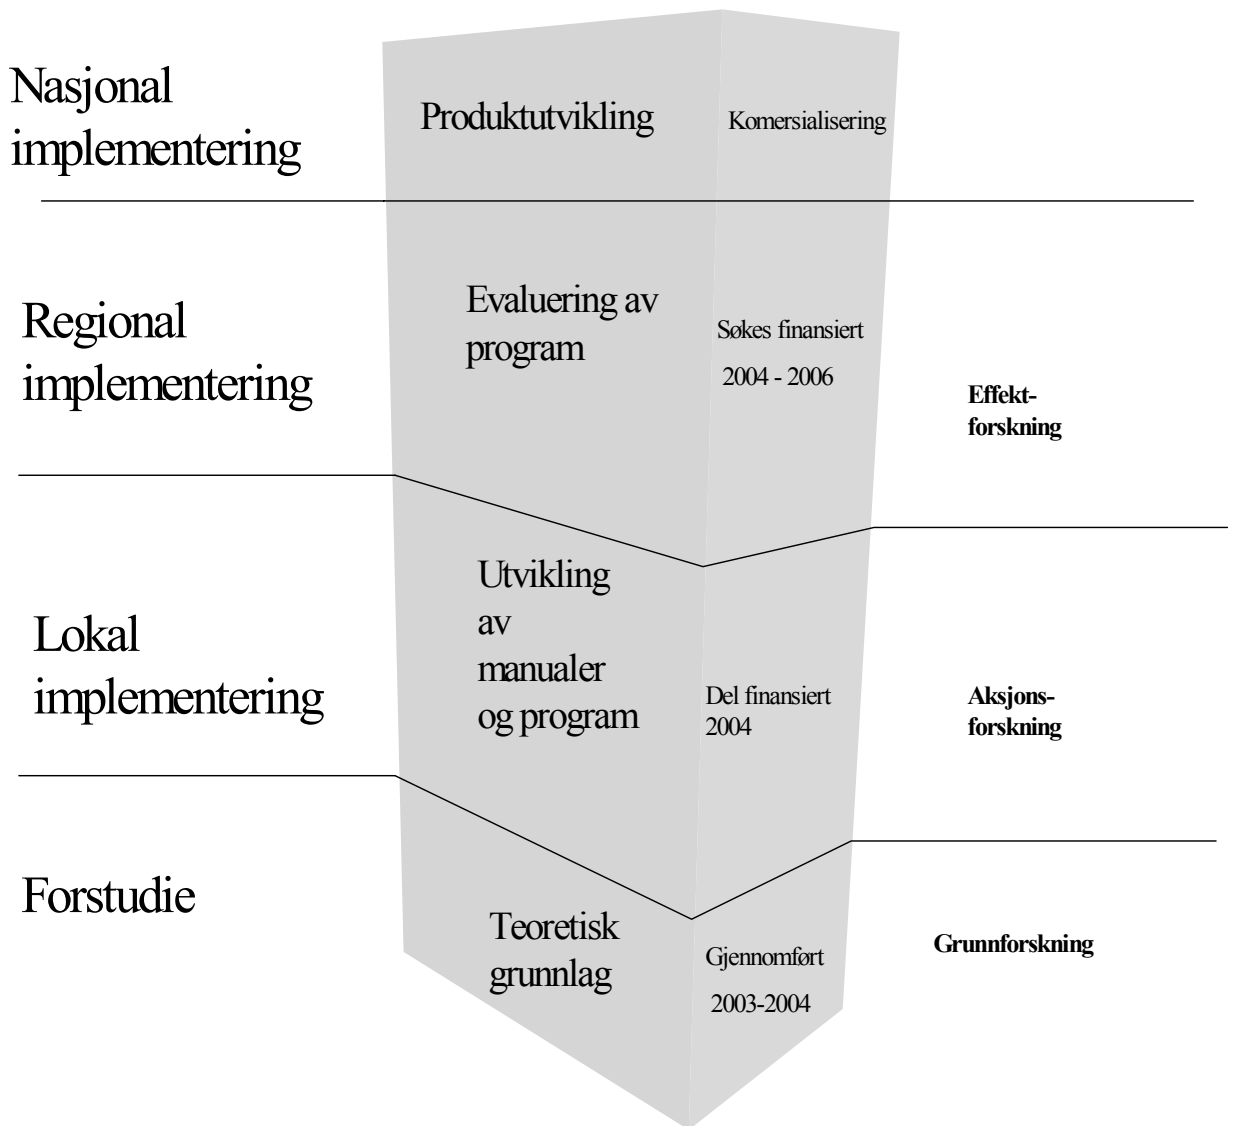 Nasjonal
implementering
Produktutvikling
Komersialisering
Regional
implementering
Evaluering av
program
Søkes finansiert
2004 - 2006
Effekt-
forskning
Lokal
implementering
Utvikling
av
manualer
og program
Del finansiert
2004
Aksjons-
forskning
Forstudie
Teoretisk
grunnlag
Gjennomført
2003-2004
Grunnforskning